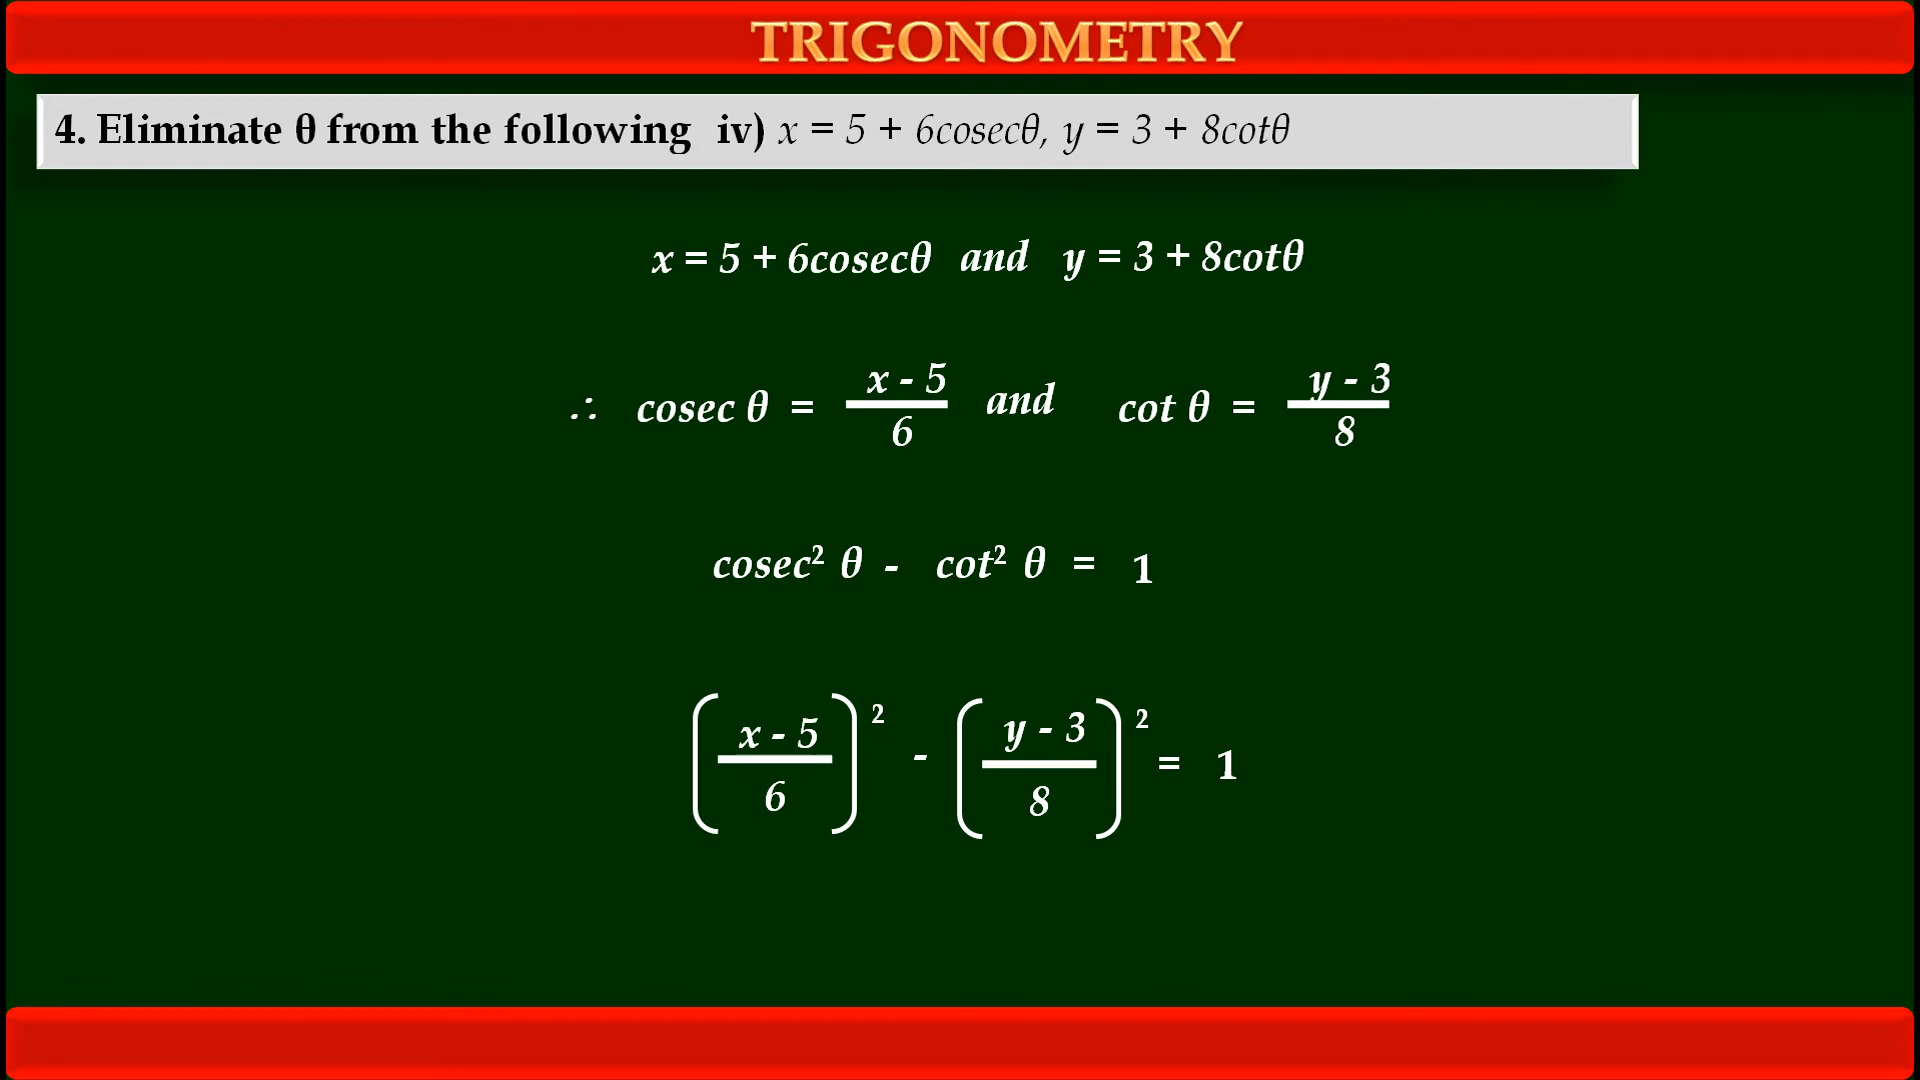 TRIGONOMETRY
4. Eliminate θ from the following iv) x = 5 + 6cosecθ, y = 3 + 8cotθ
x = 5 + 6cosecθ and y = 3 + 8cotθ
∴ cosec θ = x - 5 / 6 and cot θ = y - 3 / 8
cosec² θ - cot² θ = 1
(x - 5 / 6)² - (y - 3 / 8)² = 1